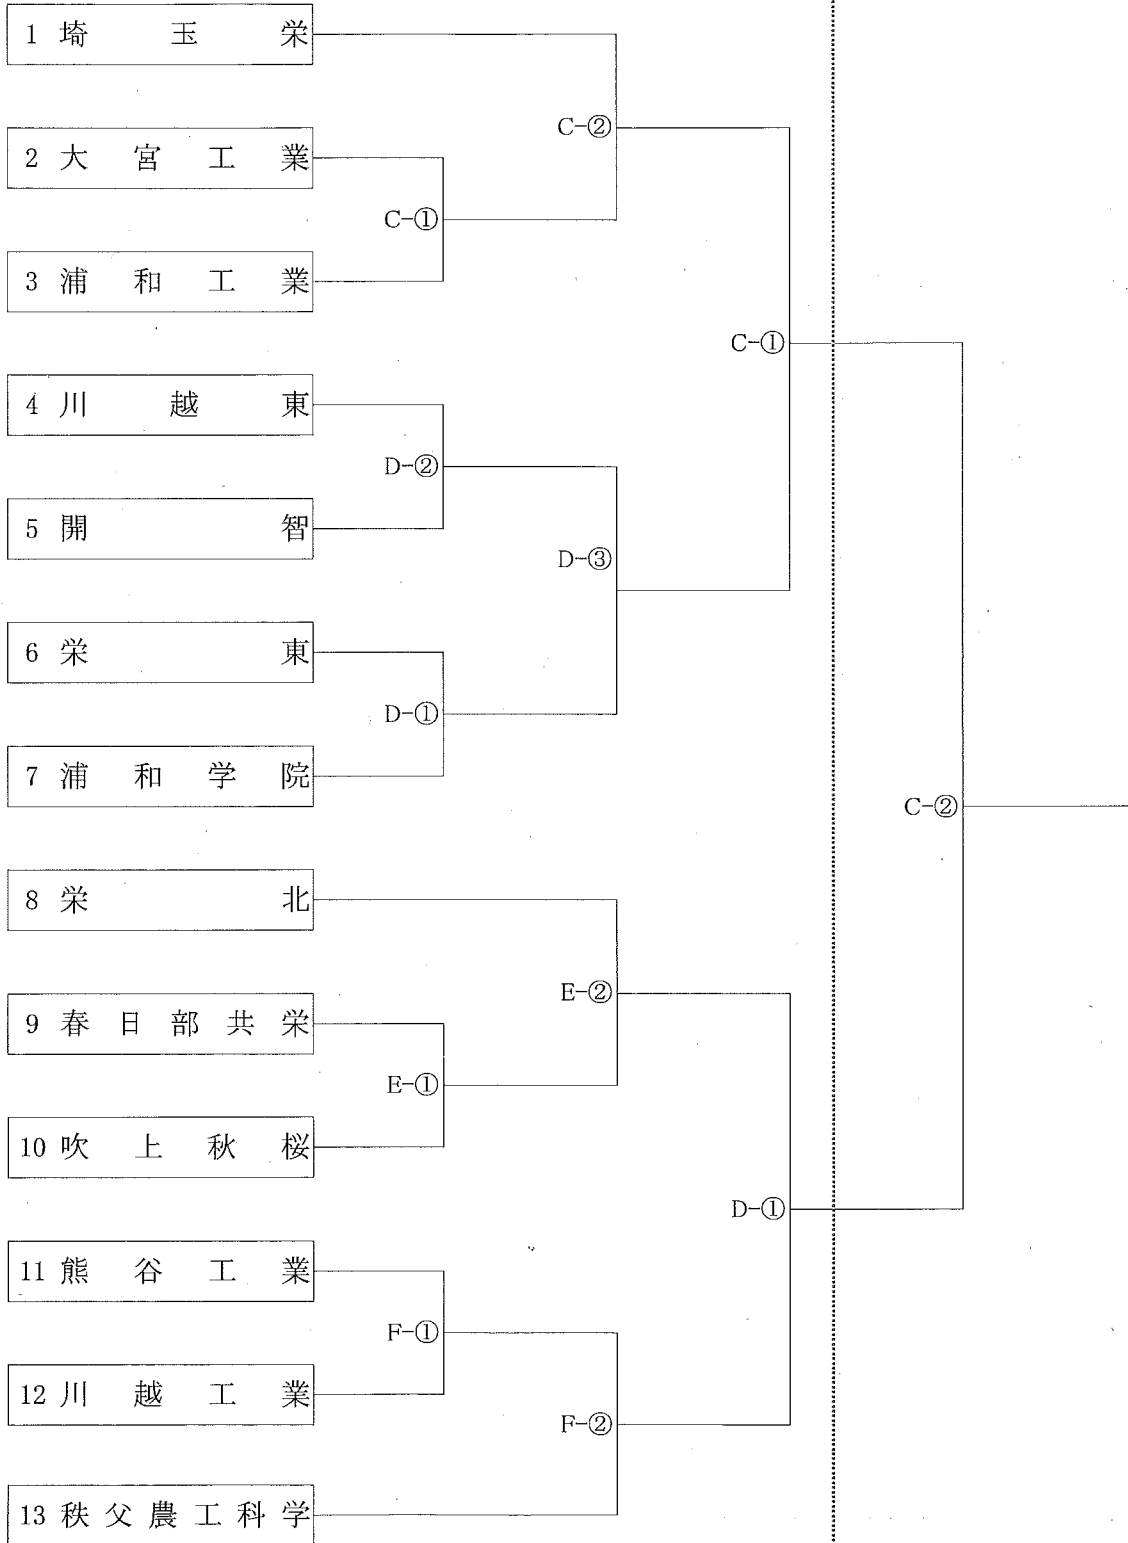 1 埼玉栄
C-②
2 大宮工業
C-①
3 浦和工業
C-①
4 川越東
D-②
5 開智
D-③
6 栄東
D-①
7 浦和学院
C-②
8 栄北
E-②
9 春日部共栄
E-①
10 吹上秋桜
D-①
11 熊谷工業
F-①
12 川越工業
F-②
13 秩父農工科学